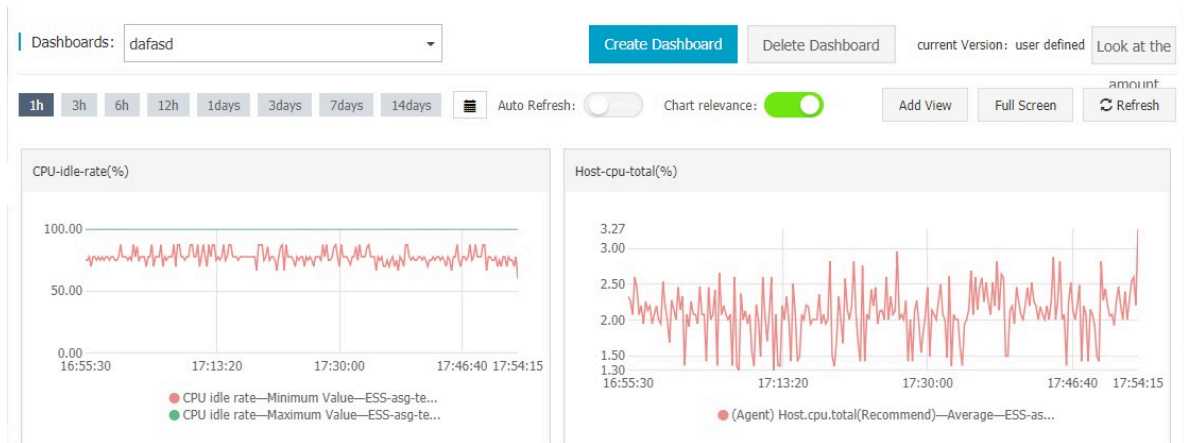 Dashboards: dafasd Create Dashboard Delete Dashboard current Version: user defined Look at the amount
1h 3h 6h 12h 1days 3days 7days 14days Auto Refresh: Chart relevance: Add View Full Screen Refresh
CPU-idle-rate(%)
100.00
50.00
0.00
16:55:30 17:13:20 17:30:00 17:46:40 17:54:15
CPU idle rate—Minimum Value—ESS-asg-te...
CPU idle rate—Maximum Value—ESS-asg-te...
Host-cpu-total(%)
3.27
3.00
2.50
2.00
1.50
1.30
16:55:30 17:13:20 17:30:00 17:46:40 17:54:15
(Agent) Host.cpu.total(Recommend)—Average—ESS-as...